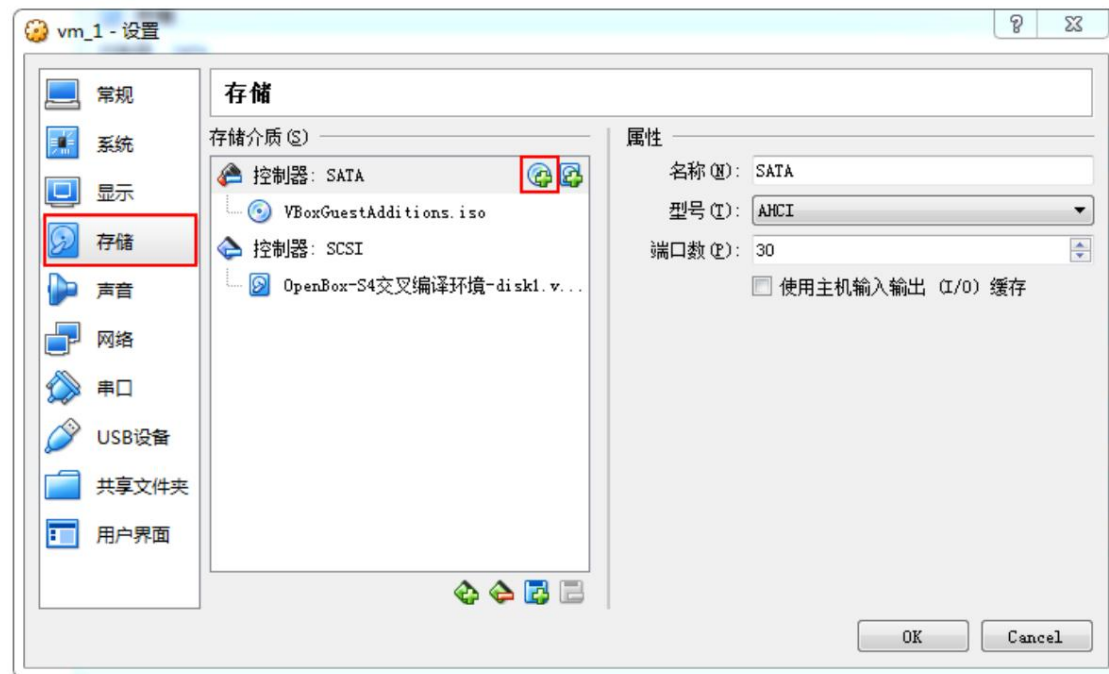 vm_1 - 设置
常规
系统
显示
存储
声音
网络
串口
USB设备
共享文件夹
用户界面
存储
存储介质(S)
控制器: SATA
VBoxGuestAdditions.iso
控制器: SCSI
OpenBox-S4交叉编译环境-disk1.v...
属性
名称(N): SATA
型号(T): AHCI
端口数(P): 30
使用主机输入输出 (I/O) 缓存
OK Cancel